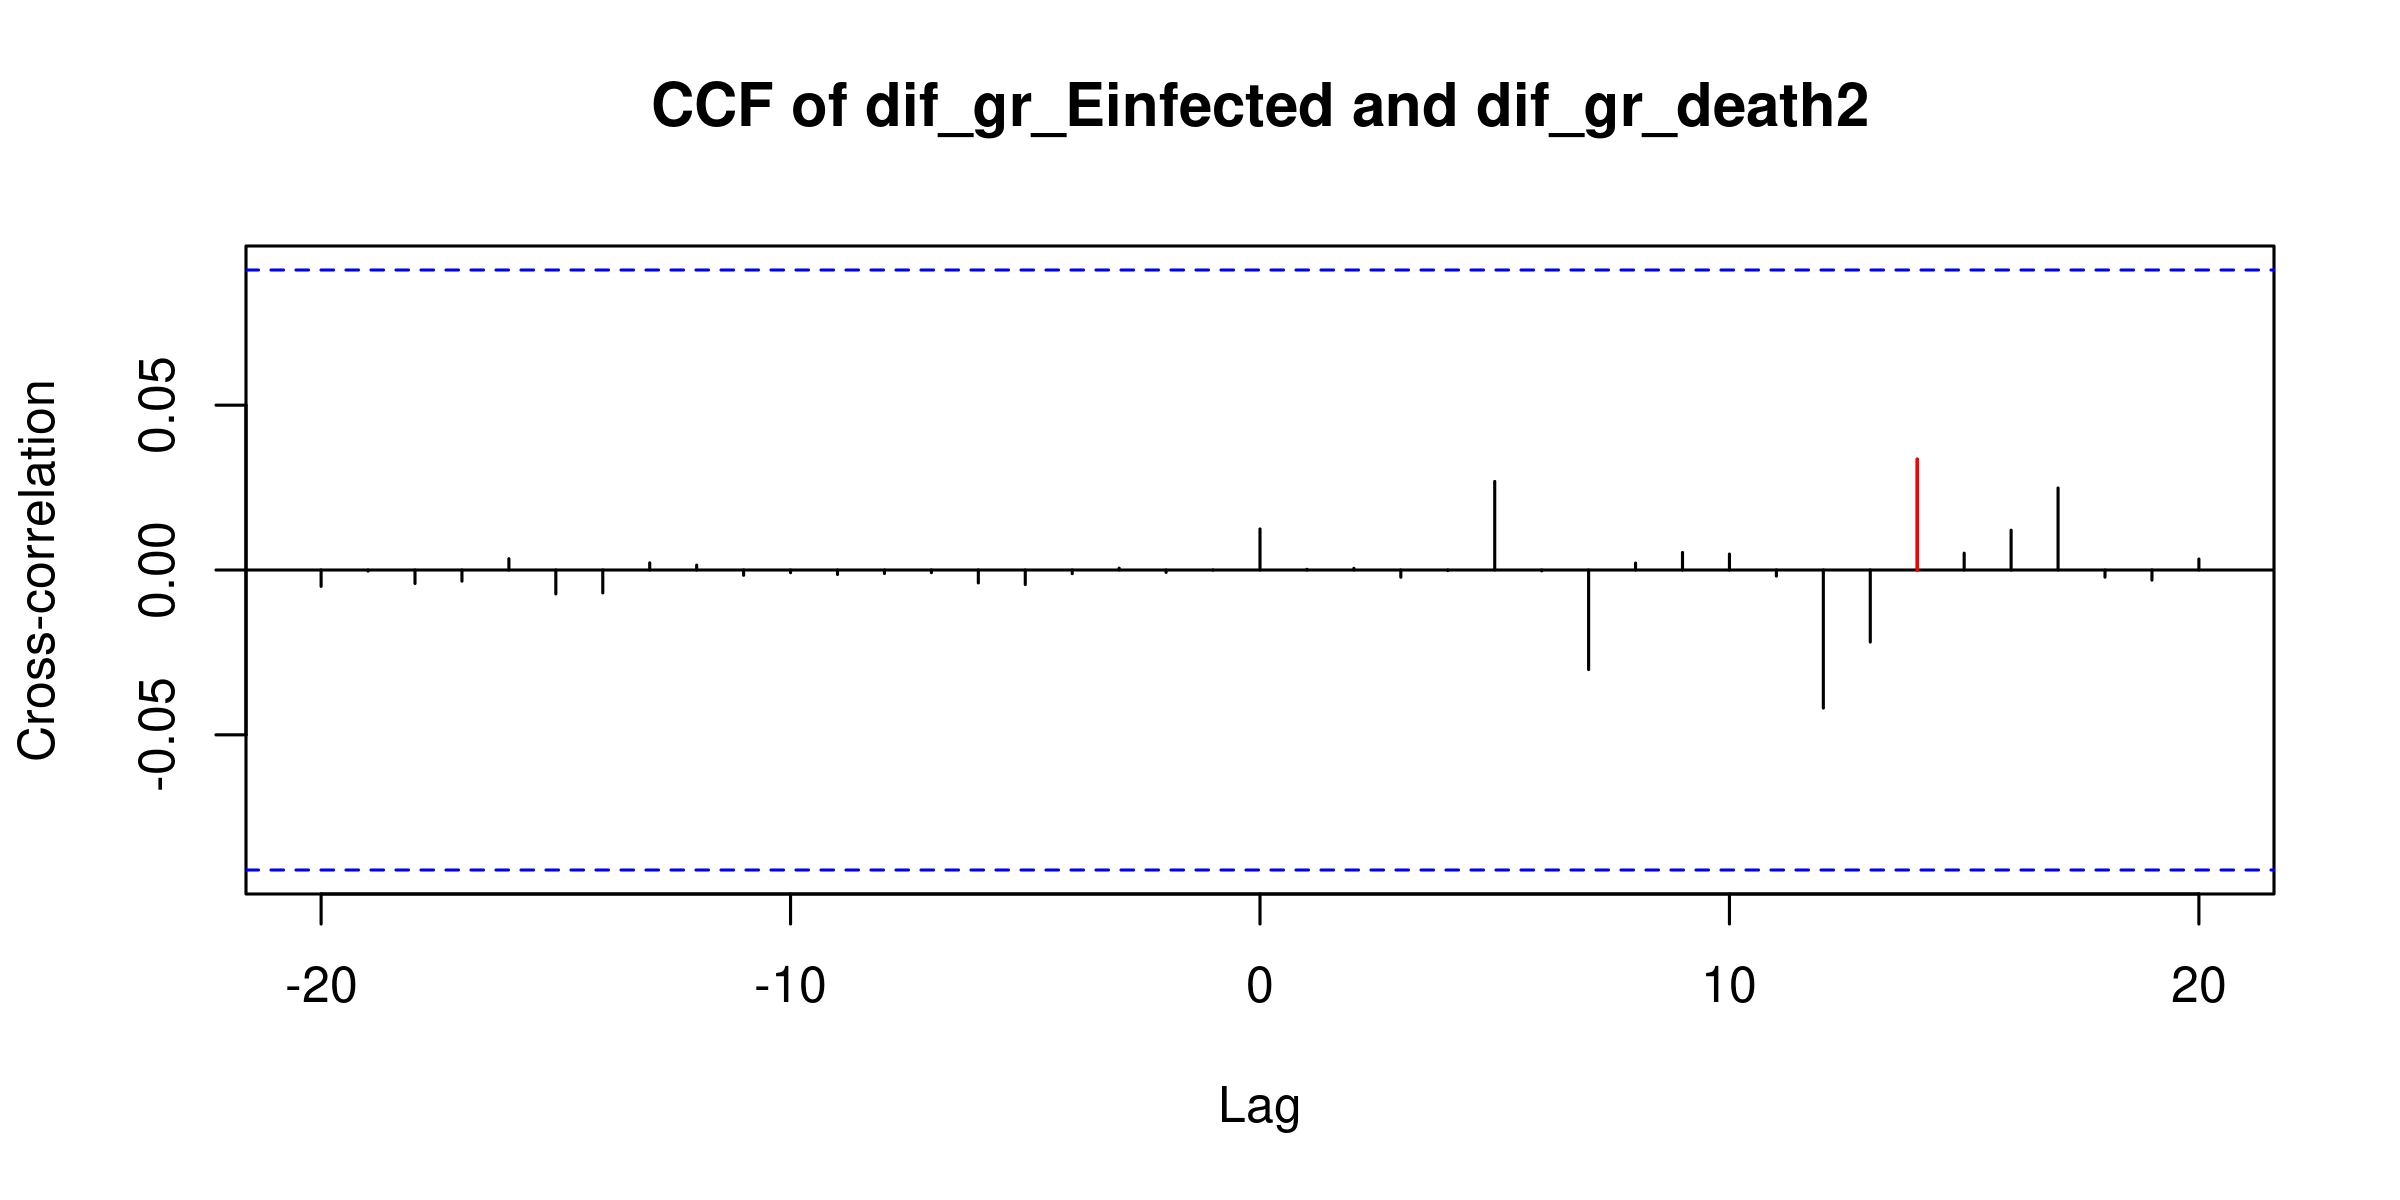 CCF of dif_gr_Einfected and dif_gr_death2
Cross-correlation
0.05
0.00
-0.05
-20 -10 0 10 20
Lag